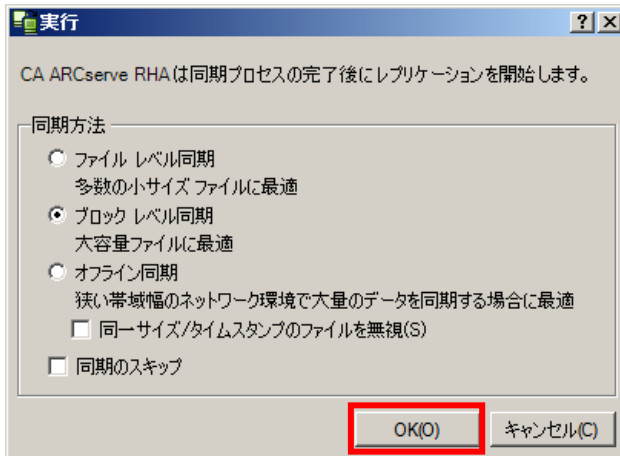 実行
CA ARCserve RHAは同期プロセスの完了後にレプリケーションを開始します。
同期方法
ファイル レベル同期
多数の小サイズ ファイルに最適
ブロック レベル同期
大容量ファイルに最適
オフライン同期
狭い帯域幅のネットワーク環境で大量のデータを同期する場合に最適
同一サイズ/タイムスタンプのファイルを無視(S)
同期のスキップ
OK(O) キャンセル(C)